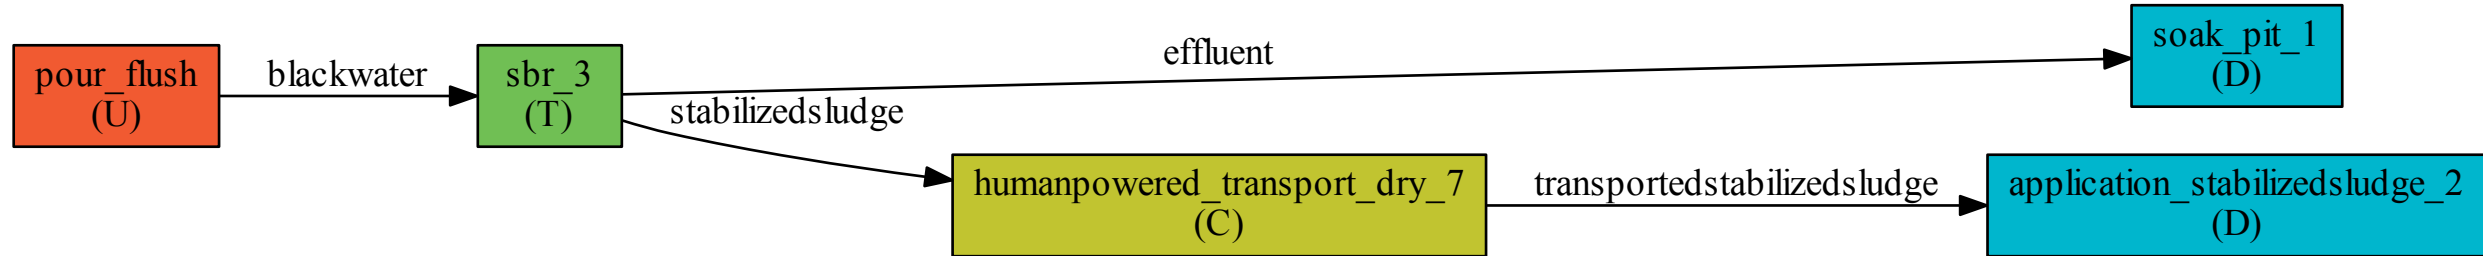 pour_flush
(U)
blackwater
sbr_3
(T)
effluent
stabilizedsludge
soak_pit_1
(D)
humanpowered_transport_dry_7
(C)
transportedstabilizedsludge
application_stabilizedsludge_2
(D)